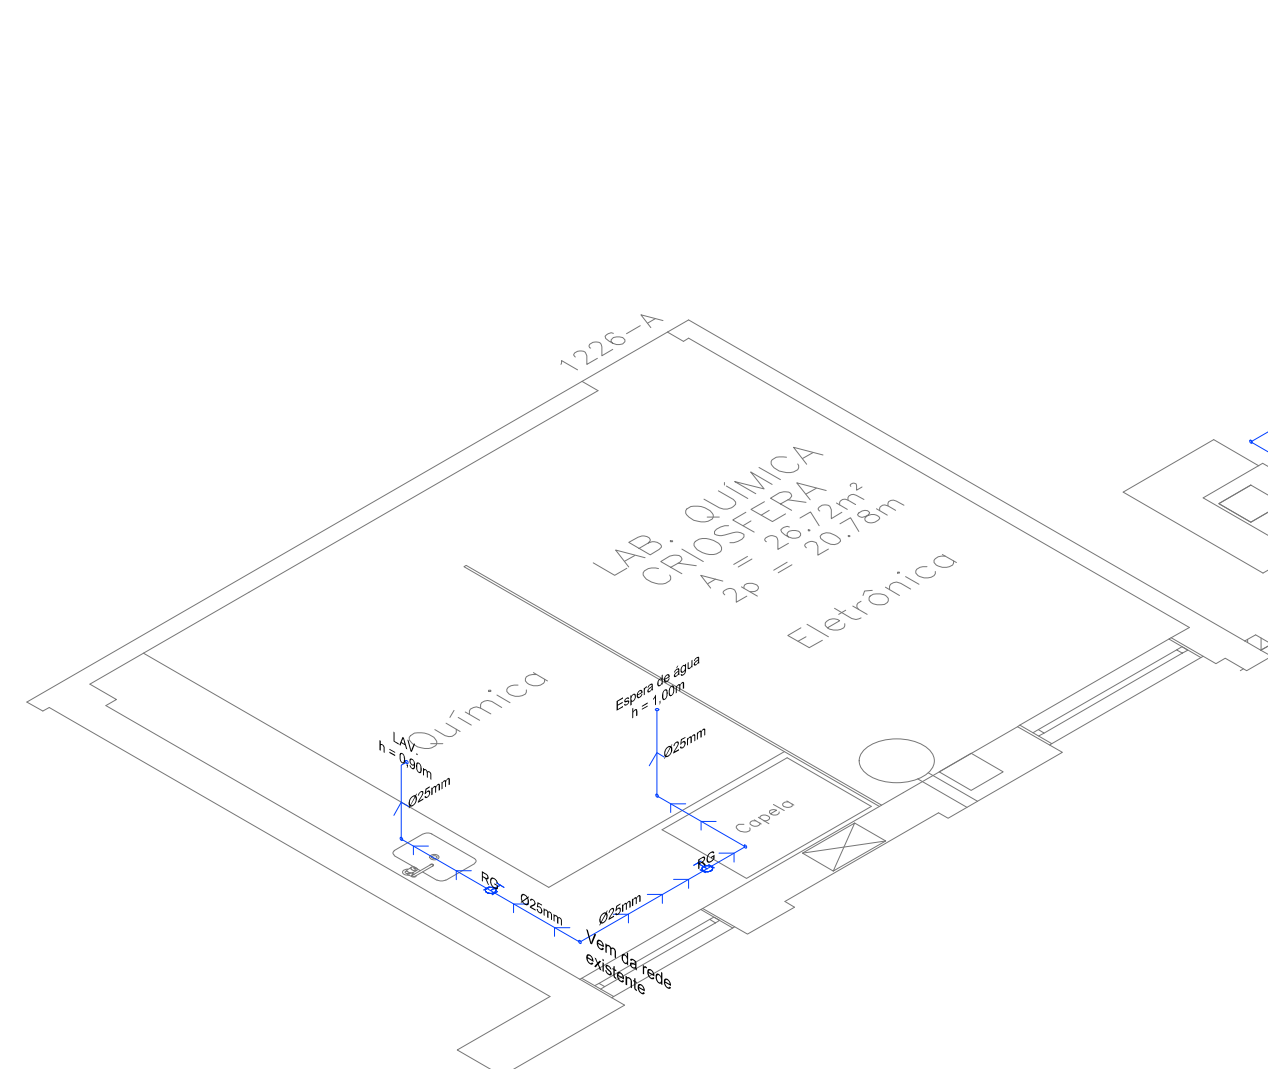 1226-A
LAB. QUÍMICA
CRIOSFERA
A = 26.72m²
2p = 20.78m
Eletrônica
Espera de água
h = 1,00m
Química
LAV.
h = 0,90m
Ø25mm
Ø25mm
Capela
RG
RG
Ø25mm
Ø25mm
Vem da rede
existente